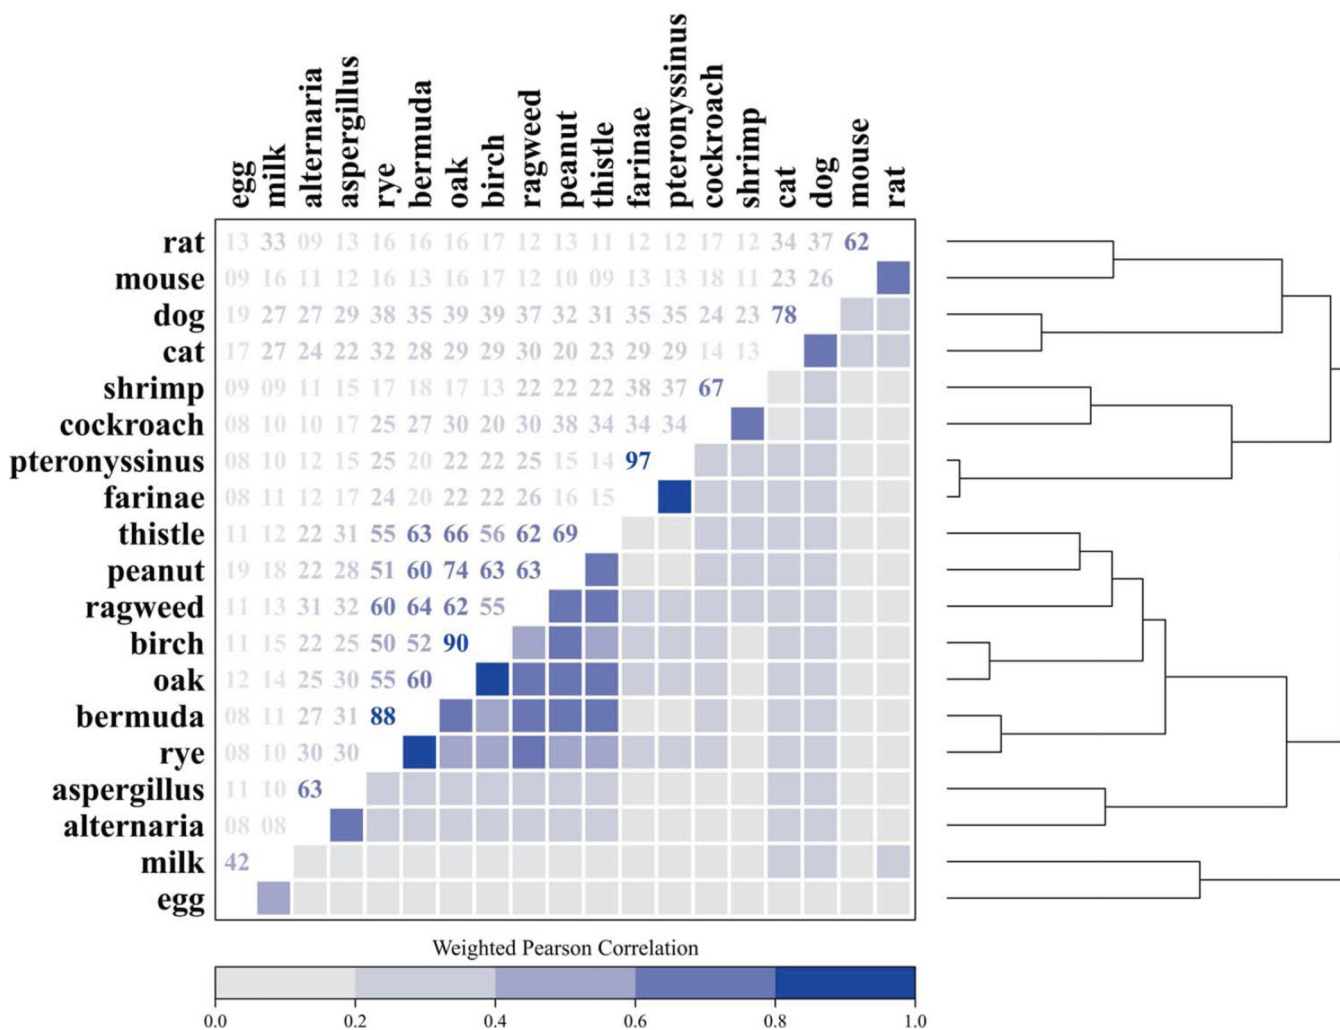 egg milk alternaria aspergillus rye bermuda oak birch ragweed peanut thistle farinae pteronyssinus cockroach shrimp cat dog mouse rat
rat 13 33 09 13 16 16 16 17 12 13 11 12 12 17 12 34 37 62
mouse 09 16 11 12 16 13 16 17 12 10 09 13 13 18 11 23 26
dog 19 27 27 29 38 35 39 39 37 32 31 35 35 24 23 78
cat 17 27 24 22 32 28 29 29 30 20 23 29 29 14 13
shrimp 09 09 11 15 17 18 17 13 22 22 22 38 37 67
cockroach 08 10 10 17 25 27 30 20 30 38 34 34 34
pteronyssinus 08 10 12 15 25 20 22 22 25 15 14 97
farinae 08 11 12 17 24 20 22 22 26 16 15
thistle 11 12 22 31 55 63 66 56 62 69
peanut 19 18 22 28 51 60 74 63 63
ragweed 11 13 31 32 60 64 62 55
birch 11 15 22 25 50 52 90
oak 12 14 25 30 55 60
bermuda 08 11 27 31 88
rye 08 10 30 30
aspergillus 11 10 63
alternaria 08 08
milk 42
egg
Weighted Pearson Correlation
0.0 0.2 0.4 0.6 0.8 1.0